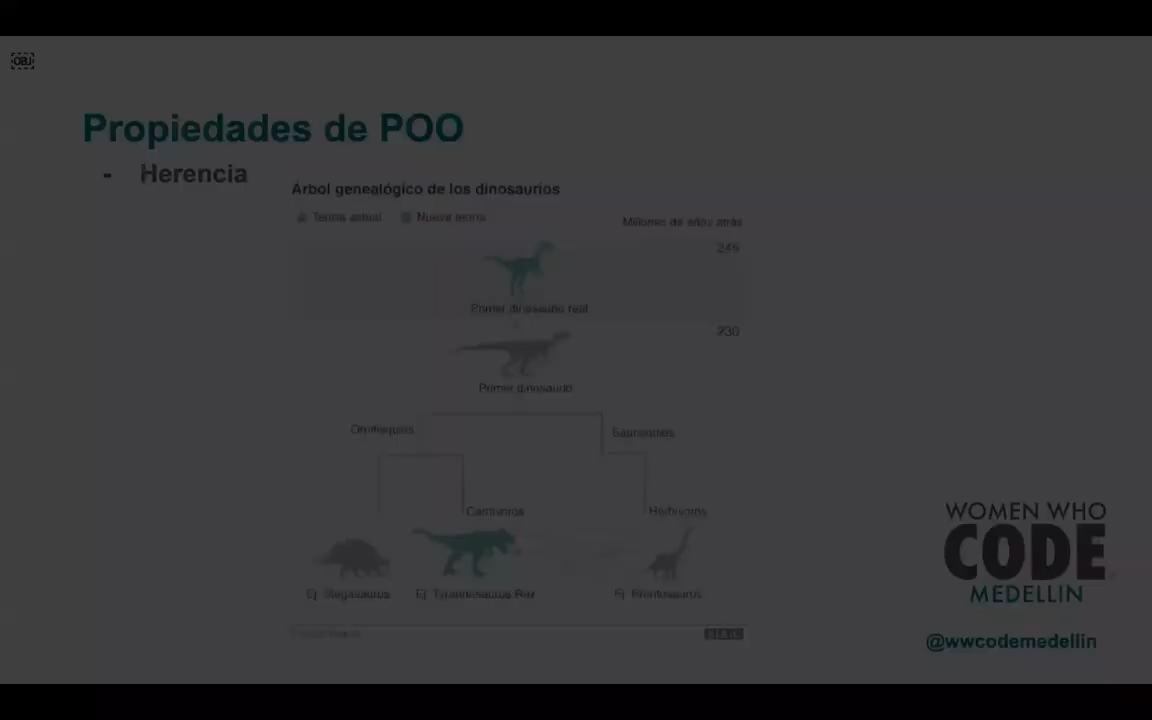 OBJ
Propiedades de POO
- Herencia
Árbol genealógico de los dinosaurios
Teoría actual Nueva teoría
Millones de años atrás
245
Primer dinosaurio real
230
Primer dinosaurio
Ornitisquios
Saurisquios
Carnívoros
Herbívoros
Ej Stegosaurus
Ej Tyrannosaurus Rex
Ej Brontosaurus
BBC
WOMEN WHO
CODE
MEDELLIN
@wwcodemedellin